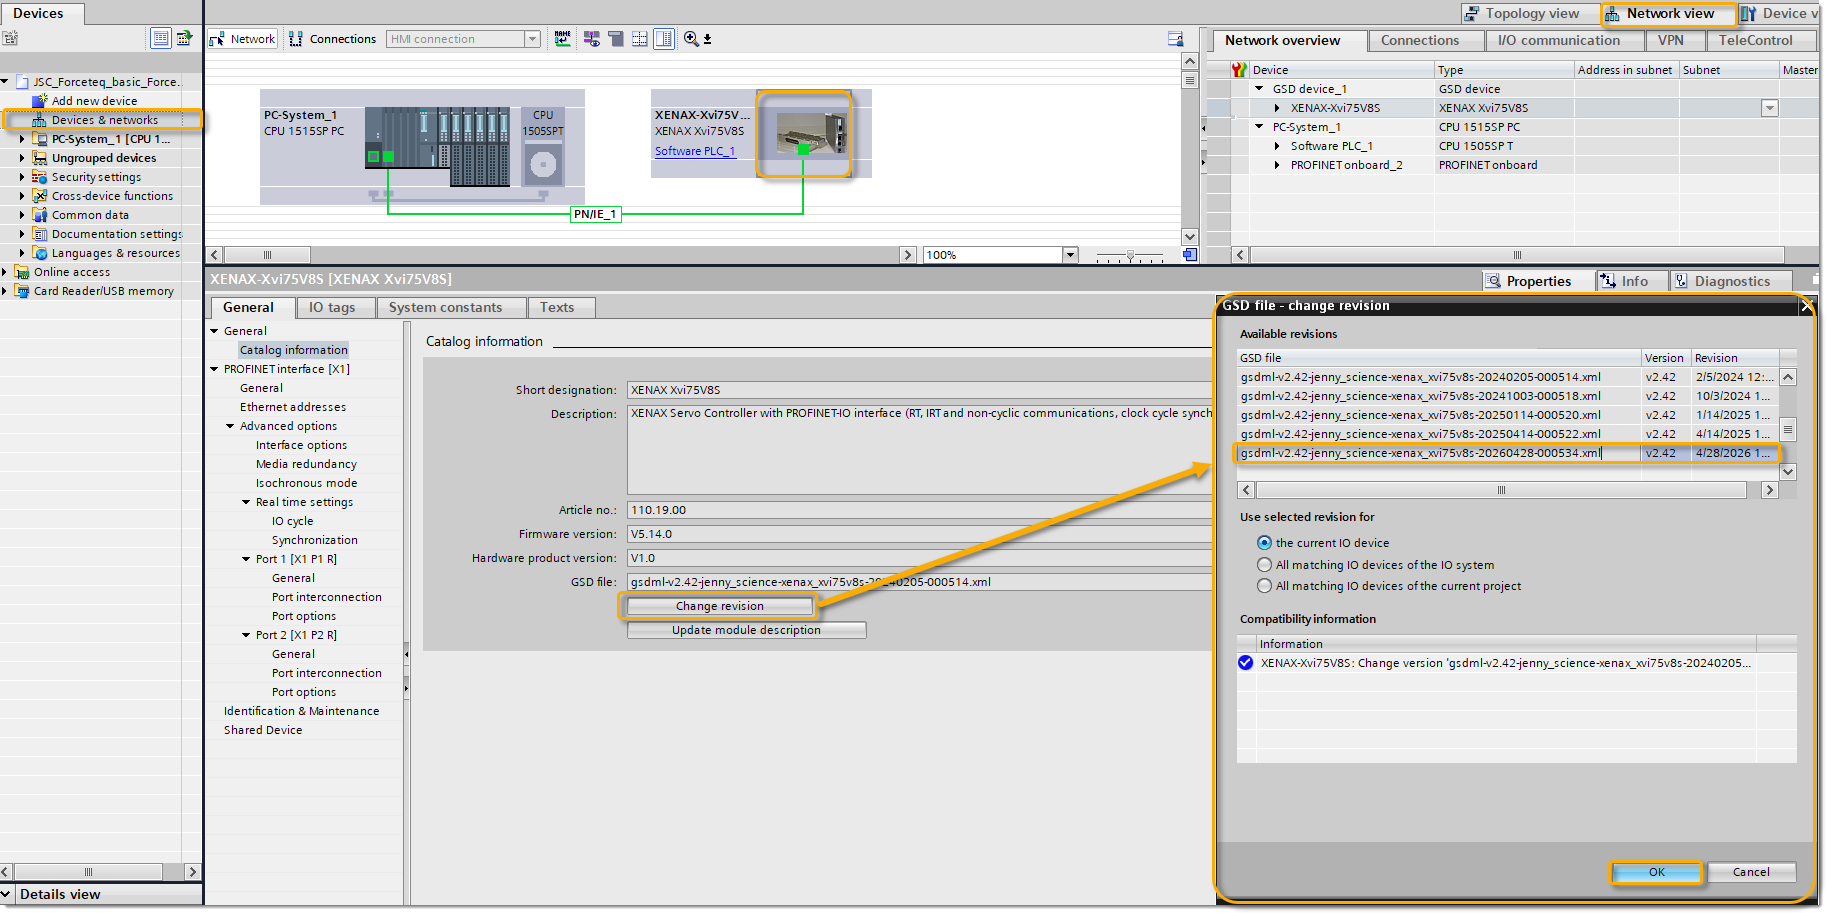 Devices
JSC_Forceteq_basic_Force...
Add new device
Devices & networks
PC-System_1 [CPU 1...
Ungrouped devices
Security settings
Cross-device functions
Common data
Documentation settings
Languages & resources
Online access
Card Reader/USB memory
Details view
Topology view
Network view
Device v
Network
Connections
HMI connection
PC-System_1
CPU 1515SP PC
CPU
1505SPT
XENAX-Xvi75V...
XENAX Xvi75V8S
Software PLC_1
PN/IE_1
100%
Network overview
Connections
I/O communication
VPN
TeleControl
Device
Type
Address in subnet
Subnet
Master
GSD device_1
GSD device
XENAX-Xvi75V8S
XENAX Xvi75V8S
PC-System_1
CPU 1515SP PC
Software PLC_1
CPU 1505SP T
PROFINET onboard_2
PROFINET onboard
XENAX-Xvi75V8S [XENAX Xvi75V8S]
Properties
Info
Diagnostics
General
IO tags
System constants
Texts
General
Catalog information
PROFINET interface [X1]
General
Ethernet addresses
Advanced options
Interface options
Media redundancy
Isochronous mode
Real time settings
IO cycle
Synchronization
Port 1 [X1 P1 R]
General
Port interconnection
Port options
Port 2 [X1 P2 R]
General
Port interconnection
Port options
Identification & Maintenance
Shared Device
Catalog information
Short designation:
XENAX Xvi75V8S
Description:
XENAX Servo Controller with PROFINET-IO interface (RT, IRT and non-cyclic communications, clock cycle synch
Article no.:
110.19.00
Firmware version:
V5.14.0
Hardware product version:
V1.0
GSD file:
gsdml-v2.42-jenny_science-xenax_xvi75v8s-20240205-000514.xml
Change revision
Update module description
GSD file - change revision
Available revisions
GSD file
Version
Revision
gsdml-v2.42-jenny_science-xenax_xvi75v8s-20240205-000514.xml
v2.42
2/5/2024 12:...
gsdml-v2.42-jenny_science-xenax_xvi75v8s-20241003-000518.xml
v2.42
10/3/2024 1...
gsdml-v2.42-jenny_science-xenax_xvi75v8s-20250114-000520.xml
v2.42
1/14/2025 1...
gsdml-v2.42-jenny_science-xenax_xvi75v8s-20250414-000522.xml
v2.42
4/14/2025 1...
gsdml-v2.42-jenny_science-xenax_xvi75v8s-20260428-000534.xml
v2.42
4/28/2026 1...
Use selected revision for
the current IO device
All matching IO devices of the IO system
All matching IO devices of the current project
Compatibility information
Information
XENAX-Xvi75V8S: Change version 'gsdml-v2.42-jenny_science-xenax_xvi75v8s-20240205...
OK
Cancel